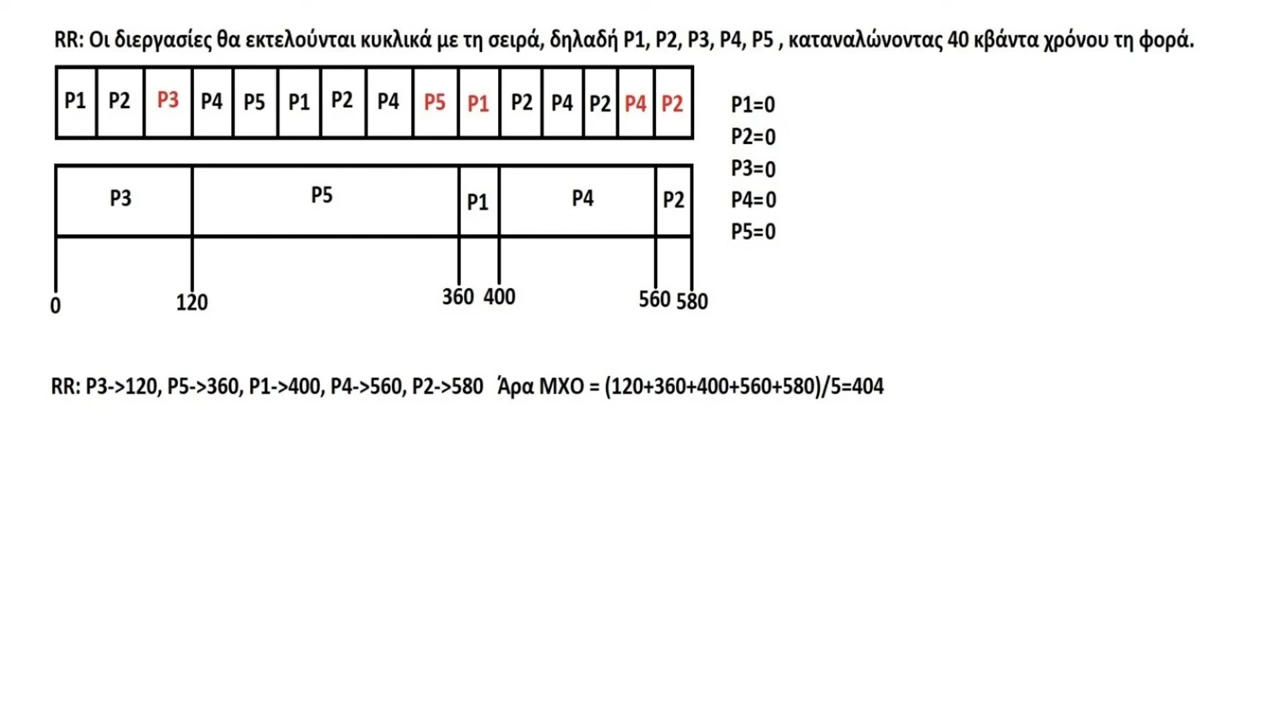 RR: Οι διεργασίες θα εκτελούνται κυκλικά με τη σειρά, δηλαδή P1, P2, P3, P4, P5 , καταναλώνοντας 40 κβάντα χρόνου τη φορά.
P1 P2 P3 P4 P5 P1 P2 P4 P5 P1 P2 P4 P2 P4 P2
P1=0
P2=0
P3=0
P4=0
P5=0
P3 P5 P1 P4 P2
0 120 360 400 560 580
RR: P3->120, P5->360, P1->400, P4->560, P2->580 Άρα ΜΧΟ = (120+360+400+560+580)/5=404